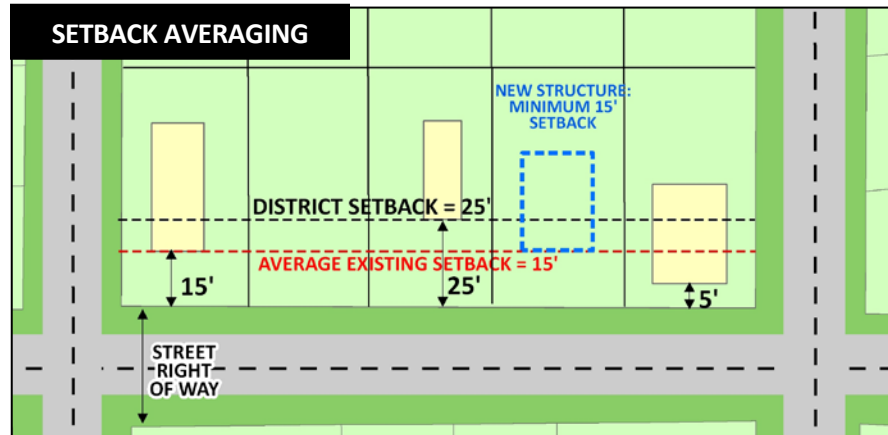 SETBACK AVERAGING
NEW STRUCTURE:
MINIMUM 15'
SETBACK
DISTRICT SETBACK = 25'
AVERAGE EXISTING SETBACK = 15'
15'
25'
5'
STREET
RIGHT
OF WAY